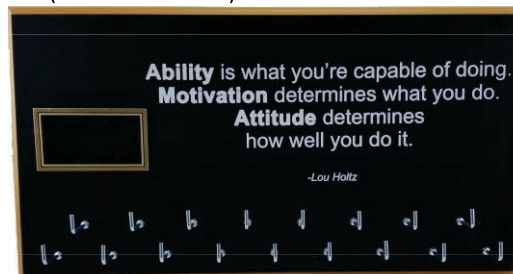 Ability is what you're capable of doing.
Motivation determines what you do.
Attitude determines
how well you do it.
-Lou Holtz